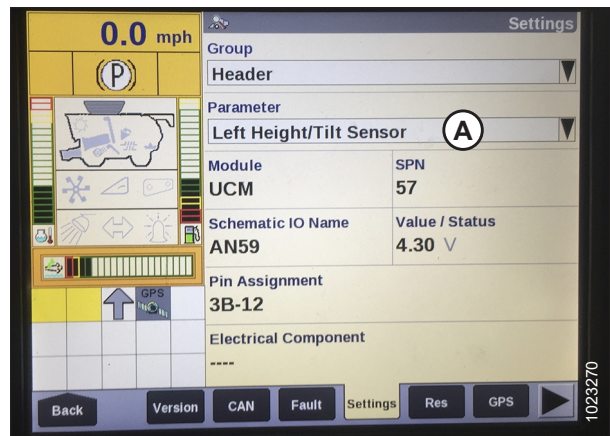 0.0 mph
(P)
GPS
Settings
Group
Header
Parameter
Left Height/Tilt Sensor
A
Module
UCM
SPN
57
Schematic IO Name
AN59
Value / Status
4.30 V
Pin Assignment
3B-12
Electrical Component
----
Back
Version
CAN
Fault
Settings
Res
GPS
1023270